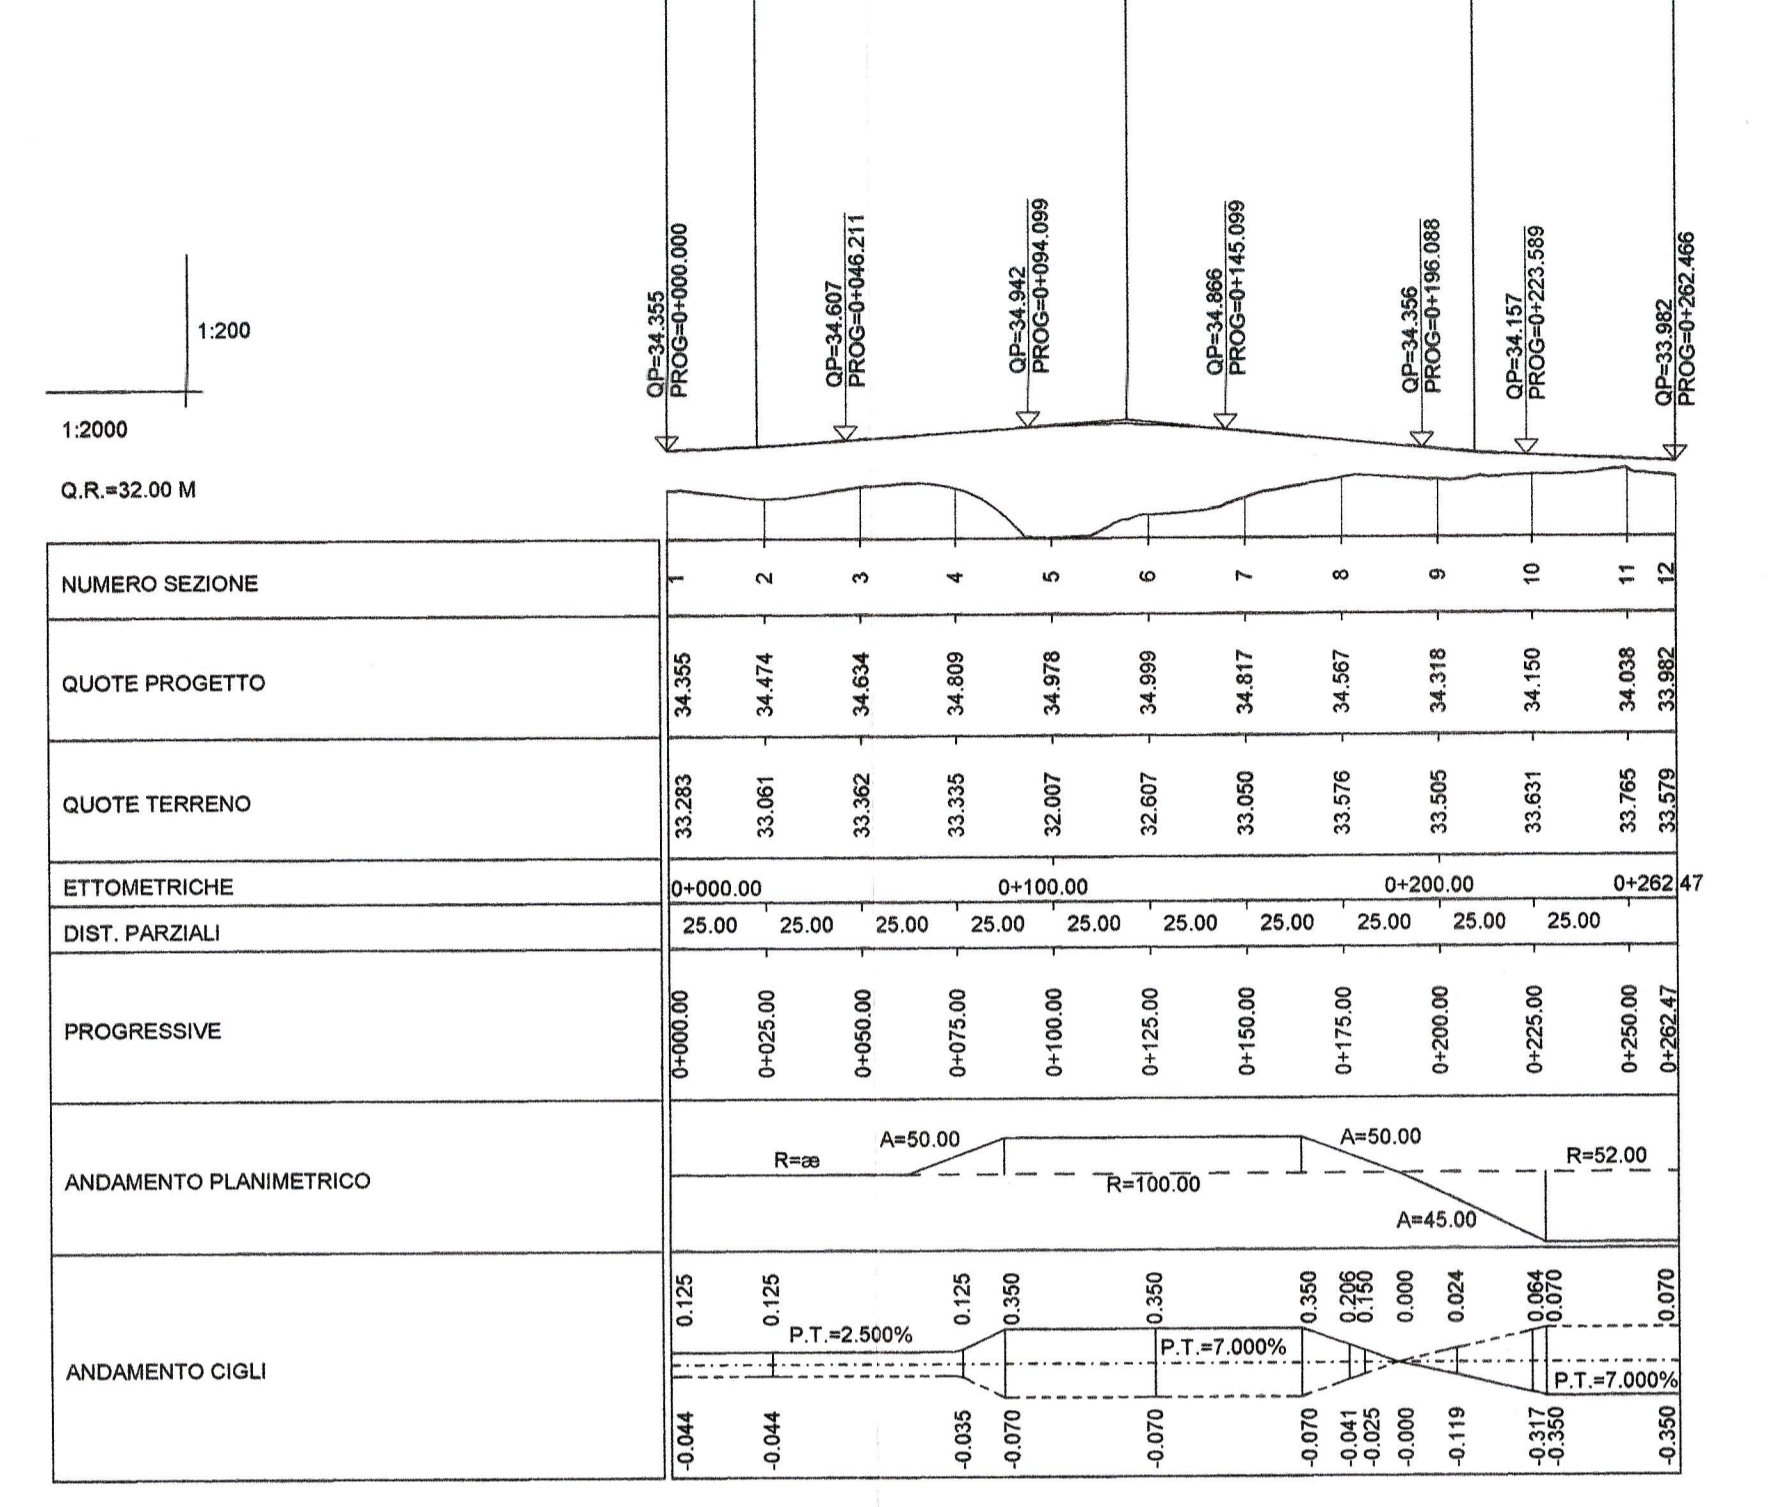 QP=34.355
PROG=0+000.000
QP=34.607
PROG=0+046.211
QP=34.942
PROG=0+094.099
QP=34.866
PROG=0+145.099
QP=34.356
PROG=0+196.088
QP=34.157
PROG=0+223.589
QP=33.982
PROG=0+262.466
1:200
1:2000
Q.R.=32.00 M
NUMERO SEZIONE
1 2 3 4 5 6 7 8 9 10 11 12
QUOTE PROGETTO
34.355 34.474 34.634 34.809 34.978 34.999 34.817 34.567 34.318 34.150 34.038 33.982
QUOTE TERRENO
33.283 33.061 33.362 33.335 32.007 32.607 33.050 33.576 33.505 33.631 33.765 33.579
ETTOMETRICHE
0+000.00 0+100.00 0+200.00 0+262.47
DIST. PARZIALI
25.00 25.00 25.00 25.00 25.00 25.00 25.00 25.00 25.00 25.00
PROGRESSIVE
0+000.00 0+025.00 0+050.00 0+075.00 0+100.00 0+125.00 0+150.00 0+175.00 0+200.00 0+225.00 0+250.00 0+262.47
ANDAMENTO PLANIMETRICO
R=æ A=50.00 R=100.00 A=50.00 A=45.00 R=52.00
ANDAMENTO CIGLI
0.125 0.125 0.125 0.350 0.350 0.350 0.206 0.150 0.000 0.024 0.064 0.070 0.070
P.T.=2.500% P.T.=7.000% P.T.=7.000%
-0.044 -0.044 -0.035 -0.070 -0.070 -0.070 -0.041 -0.025 -0.000 -0.119 -0.317 -0.350 -0.350